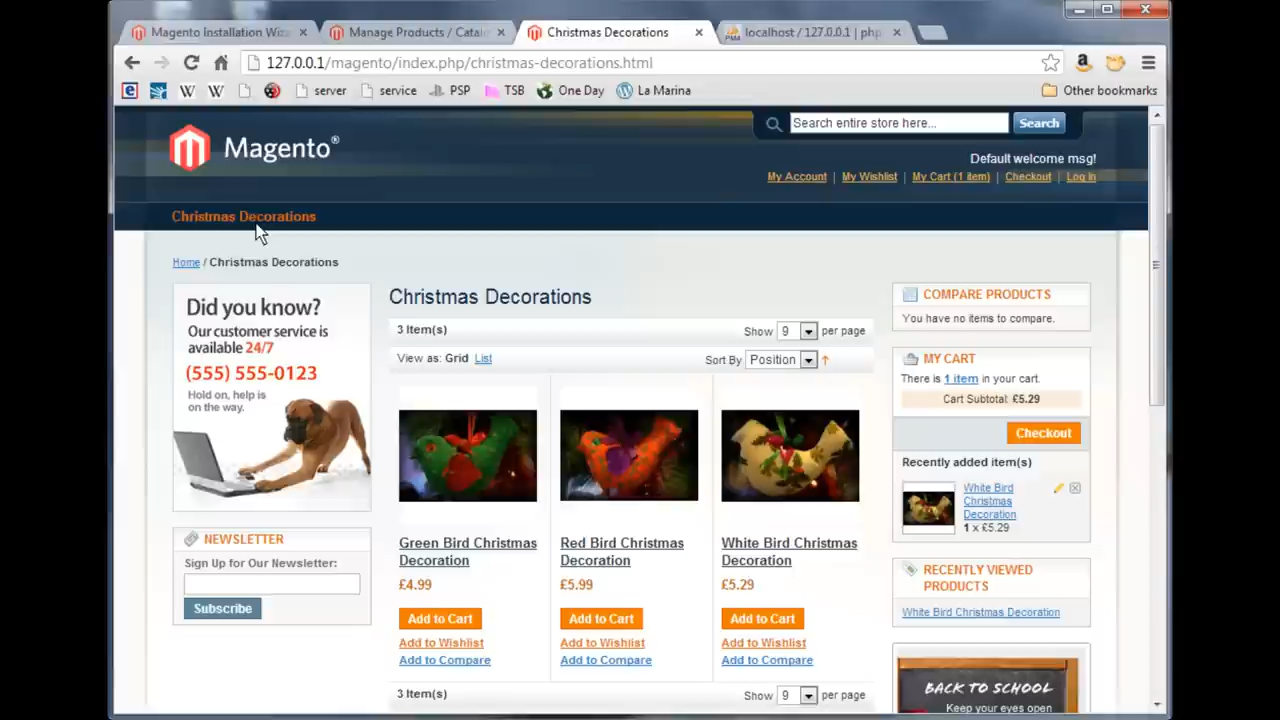 Magento Installation Wiza
Manage Products / Catal
Christmas Decorations
localhost / 127.0.0.1 | php
127.0.0.1/magento/index.php/christmas-decorations.html
server
service
PSP
TSB
One Day
La Marina
Other bookmarks
Magento®
Search entire store here...
Search
Default welcome msg!
My Account | My Wishlist | My Cart (1 item) | Checkout | Log In
Christmas Decorations
Home / Christmas Decorations
Did you know?
Our customer service is
available 24/7
(555) 555-0123
Hold on, help is
on the way.
NEWSLETTER
Sign Up for Our Newsletter:
Subscribe
Christmas Decorations
3 Item(s)
Show 9 per page
View as: Grid List
Sort By Position
Green Bird Christmas
Decoration
£4.99
Add to Cart
Add to Wishlist
Add to Compare
Red Bird Christmas
Decoration
£5.99
Add to Cart
Add to Wishlist
Add to Compare
White Bird Christmas
Decoration
£5.29
Add to Cart
Add to Wishlist
Add to Compare
3 Item(s)
Show 9 per page
COMPARE PRODUCTS
You have no items to compare.
MY CART
There is 1 item in your cart.
Cart Subtotal: £5.29
Checkout
Recently added item(s)
White Bird
Christmas
Decoration
1 x £5.29
RECENTLY VIEWED
PRODUCTS
White Bird Christmas Decoration
BACK TO SCHOOL
Keep your eyes open